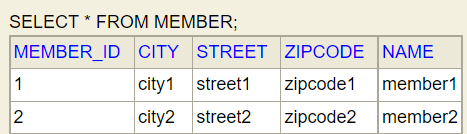 SELECT * FROM MEMBER;
MEMBER_ID CITY STREET ZIPCODE NAME
1 city1 street1 zipcode1 member1
2 city2 street2 zipcode2 member2